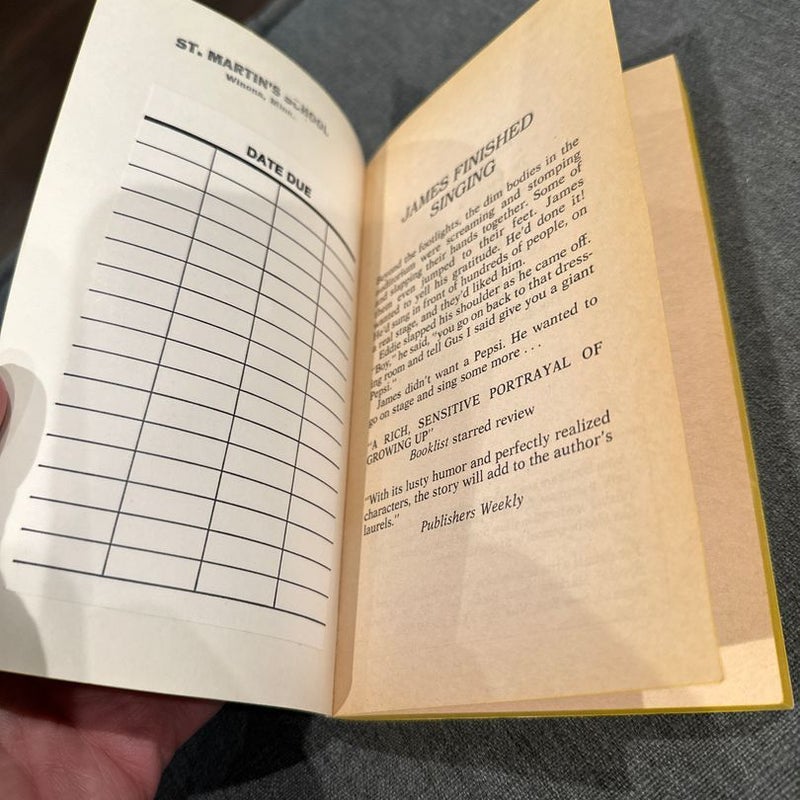 ST. MARTIN'S SCHOOL
Winona, Minn.
DATE DUE
JAMES FINISHED
SINGING
Beyond the footlights, the dim bodies in the
auditorium were screaming and stomping
and slapping their hands together. Some of
them even jumped to their feet. James
wanted to yell his gratitude. He'd done it!
He'd sung in front of hundreds of people, on
a real stage, and they'd liked him.
Eddie slapped his shoulder as he came off.
"Boy," he said, "you go on back to that dress-
ing room and tell Gus I said give you a giant
Pepsi."
James didn't want a Pepsi. He wanted to
go on stage and sing some more . . .
"A RICH, SENSITIVE PORTRAYAL OF
GROWING UP"
Booklist starred review
"With its lusty humor and perfectly realized
characters, the story will add to the author's
laurels."
Publishers Weekly